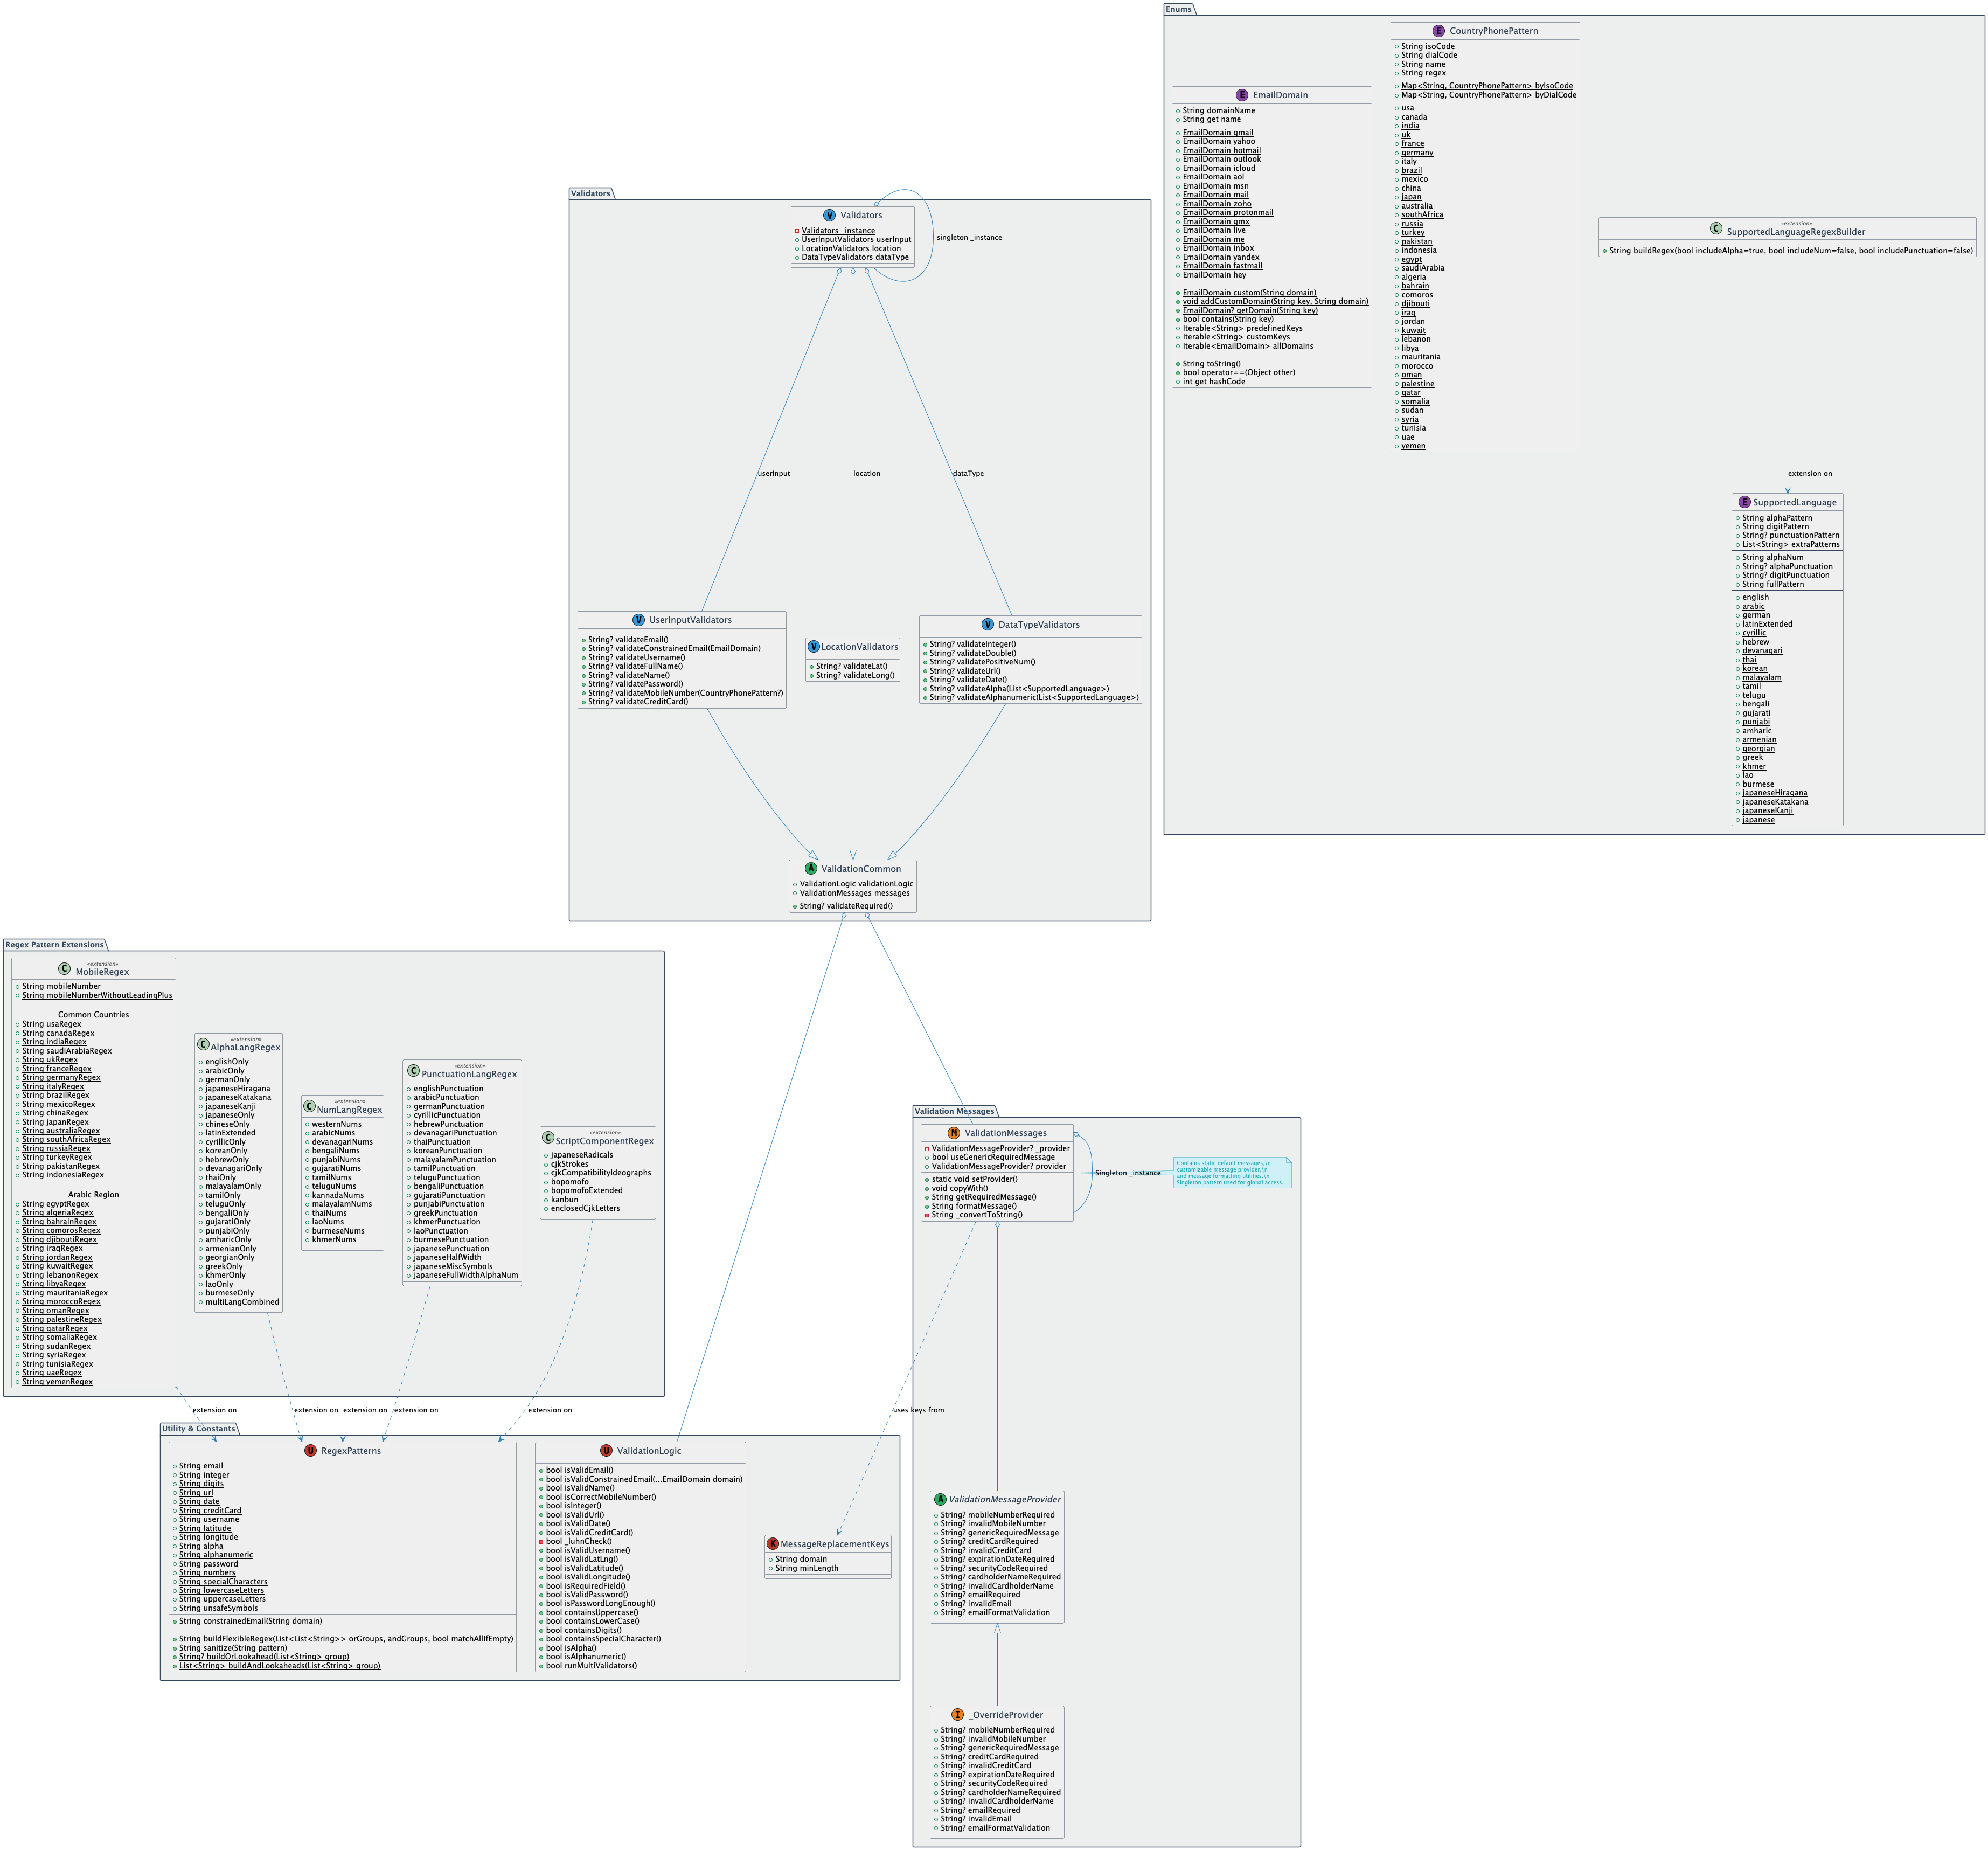 Enums
CountryPhonePattern
String isoCode
String dialCode
String name
String regex
Map<String, CountryPhonePattern> byIsoCode
Map<String, CountryPhonePattern> byDialCode
usa
canada
india
uk
france
germany
italy
brazil
mexico
china
japan
australia
southAfrica
russia
turkey
pakistan
indonesia
egypt
saudiArabia
algeria
bahrain
comoros
djibouti
iraq
jordan
kuwait
lebanon
libya
mauritania
morocco
oman
palestine
qatar
somalia
sudan
syria
tunisia
uae
yemen
EmailDomain
String domainName
String get name
EmailDomain gmail
EmailDomain yahoo
EmailDomain hotmail
EmailDomain outlook
EmailDomain icloud
EmailDomain aol
EmailDomain msn
EmailDomain mail
EmailDomain zoho
EmailDomain protonmail
EmailDomain gmx
EmailDomain live
EmailDomain me
EmailDomain inbox
EmailDomain yandex
EmailDomain fastmail
EmailDomain hey
EmailDomain custom(String domain)
void addCustomDomain(String key, String domain)
EmailDomain? getDomain(String key)
bool contains(String key)
Iterable<String> predefinedKeys
Iterable<String> customKeys
Iterable<EmailDomain> allDomains
String toString()
bool operator==(Object other)
int get hashCode
«extension»
SupportedLanguageRegexBuilder
String buildRegex(bool includeAlpha=true, bool includeNum=false, bool includePunctuation=false)
extension on
SupportedLanguage
String alphaPattern
String digitPattern
String? punctuationPattern
List<String> extraPatterns
String alphaNum
String? alphaPunctuation
String? digitPunctuation
String fullPattern
english
arabic
german
latinExtended
cyrillic
hebrew
devanagari
thai
korean
malayalam
tamil
telugu
bengali
gujarati
punjabi
amharic
armenian
georgian
greek
khmer
lao
burmese
japaneseHiragana
japaneseKatakana
japaneseKanji
japanese
Validators
Validators
Validators _instance
UserInputValidators userInput
LocationValidators location
DataTypeValidators dataType
singleton _instance
userInput
location
dataType
UserInputValidators
String? validateEmail()
String? validateConstrainedEmail(EmailDomain)
String? validateUsername()
String? validateFullName()
String? validateName()
String? validatePassword()
String? validateMobileNumber(CountryPhonePattern?)
String? validateCreditCard()
LocationValidators
String? validateLat()
String? validateLong()
DataTypeValidators
String? validateInteger()
String? validateDouble()
String? validatePositiveNum()
String? validateUrl()
String? validateDate()
String? validateAlpha(List<SupportedLanguage>)
String? validateAlphanumeric(List<SupportedLanguage>)
ValidationCommon
ValidationLogic validationLogic
ValidationMessages messages
String? validateRequired()
Regex Pattern Extensions
«extension»
MobileRegex
String mobileNumber
String mobileNumberWithoutLeadingPlus
Common Countries
String usaRegex
String canadaRegex
String indiaRegex
String saudiArabiaRegex
String ukRegex
String franceRegex
String germanyRegex
String italyRegex
String brazilRegex
String mexicoRegex
String chinaRegex
String japanRegex
String australiaRegex
String southAfricaRegex
String russiaRegex
String turkeyRegex
String pakistanRegex
String indonesiaRegex
Arabic Region
String egyptRegex
String algeriaRegex
String bahrainRegex
String comorosRegex
String djiboutiRegex
String iraqRegex
String jordanRegex
String kuwaitRegex
String lebanonRegex
String libyaRegex
String mauritaniaRegex
String moroccoRegex
String omanRegex
String palestineRegex
String qatarRegex
String somaliaRegex
String sudanRegex
String syriaRegex
String tunisiaRegex
String uaeRegex
String yemenRegex
«extension»
AlphaLangRegex
englishOnly
arabicOnly
germanOnly
japaneseHiragana
japaneseKatakana
japaneseKanji
japaneseOnly
chineseOnly
latinExtended
cyrillicOnly
koreanOnly
hebrewOnly
devanagariOnly
thaiOnly
malayalamOnly
tamilOnly
teluguOnly
bengaliOnly
gujaratiOnly
punjabiOnly
amharicOnly
armenianOnly
georgianOnly
greekOnly
khmerOnly
laoOnly
burmeseOnly
multiLangCombined
«extension»
NumLangRegex
westernNums
arabicNums
devanagariNums
bengaliNums
punjabiNums
gujaratiNums
tamilNums
teluguNums
kannadaNums
malayalamNums
thaiNums
laoNums
burmeseNums
khmerNums
«extension»
PunctuationLangRegex
englishPunctuation
arabicPunctuation
germanPunctuation
cyrillicPunctuation
hebrewPunctuation
devanagariPunctuation
thaiPunctuation
koreanPunctuation
malayalamPunctuation
tamilPunctuation
teluguPunctuation
bengaliPunctuation
gujaratiPunctuation
punjabiPunctuation
greekPunctuation
khmerPunctuation
laoPunctuation
burmesePunctuation
japanesePunctuation
japaneseHalfWidth
japaneseMiscSymbols
japaneseFullWidthAlphaNum
«extension»
ScriptComponentRegex
japaneseRadicals
cjkStrokes
cjkCompatibilityIdeographs
bopomofo
bopomofoExtended
kanbun
enclosedCjkLetters
extension on
extension on
extension on
extension on
extension on
Validation Messages
ValidationMessages
ValidationMessageProvider? _provider
bool useGenericRequiredMessage
ValidationMessageProvider? provider
static void setProvider()
void copyWith()
String getRequiredMessage()
String formatMessage()
String _convertToString()
Singleton _instance
Contains static default messages,\n
customizable message provider,\n
and message formatting utilities.\n
Singleton pattern used for global access.
uses keys from
Utility & Constants
RegexPatterns
String email
String integer
String digits
String url
String date
String creditCard
String username
String latitude
String longitude
String alpha
String alphanumeric
String password
String numbers
String specialCharacters
String lowercaseLetters
String uppercaseLetters
String unsafeSymbols
String constrainedEmail(String domain)
String buildFlexibleRegex(List<List<String>> orGroups, andGroups, bool matchAllIfEmpty)
String sanitize(String pattern)
String? buildOrLookahead(List<String> group)
List<String> buildAndLookaheads(List<String> group)
ValidationLogic
bool isValidEmail()
bool isValidConstrainedEmail(...EmailDomain domain)
bool isValidName()
bool isCorrectMobileNumber()
bool isInteger()
bool isValidUrl()
bool isValidDate()
bool isValidCreditCard()
bool _luhnCheck()
bool isValidUsername()
bool isValidLatLng()
bool isValidLatitude()
bool isValidLongitude()
bool isRequiredField()
bool isValidPassword()
bool isPasswordLongEnough()
bool containsUppercase()
bool containsLowerCase()
bool containsDigits()
bool containsSpecialCharacter()
bool isAlpha()
bool isAlphanumeric()
bool runMultiValidators()
MessageReplacementKeys
String domain
String minLength
ValidationMessageProvider
String? mobileNumberRequired
String? invalidMobileNumber
String? genericRequiredMessage
String? creditCardRequired
String? invalidCreditCard
String? expirationDateRequired
String? securityCodeRequired
String? cardholderNameRequired
String? invalidCardholderName
String? emailRequired
String? invalidEmail
String? emailFormatValidation
_OverrideProvider
String? mobileNumberRequired
String? invalidMobileNumber
String? genericRequiredMessage
String? creditCardRequired
String? invalidCreditCard
String? expirationDateRequired
String? securityCodeRequired
String? cardholderNameRequired
String? invalidCardholderName
String? emailRequired
String? invalidEmail
String? emailFormatValidation